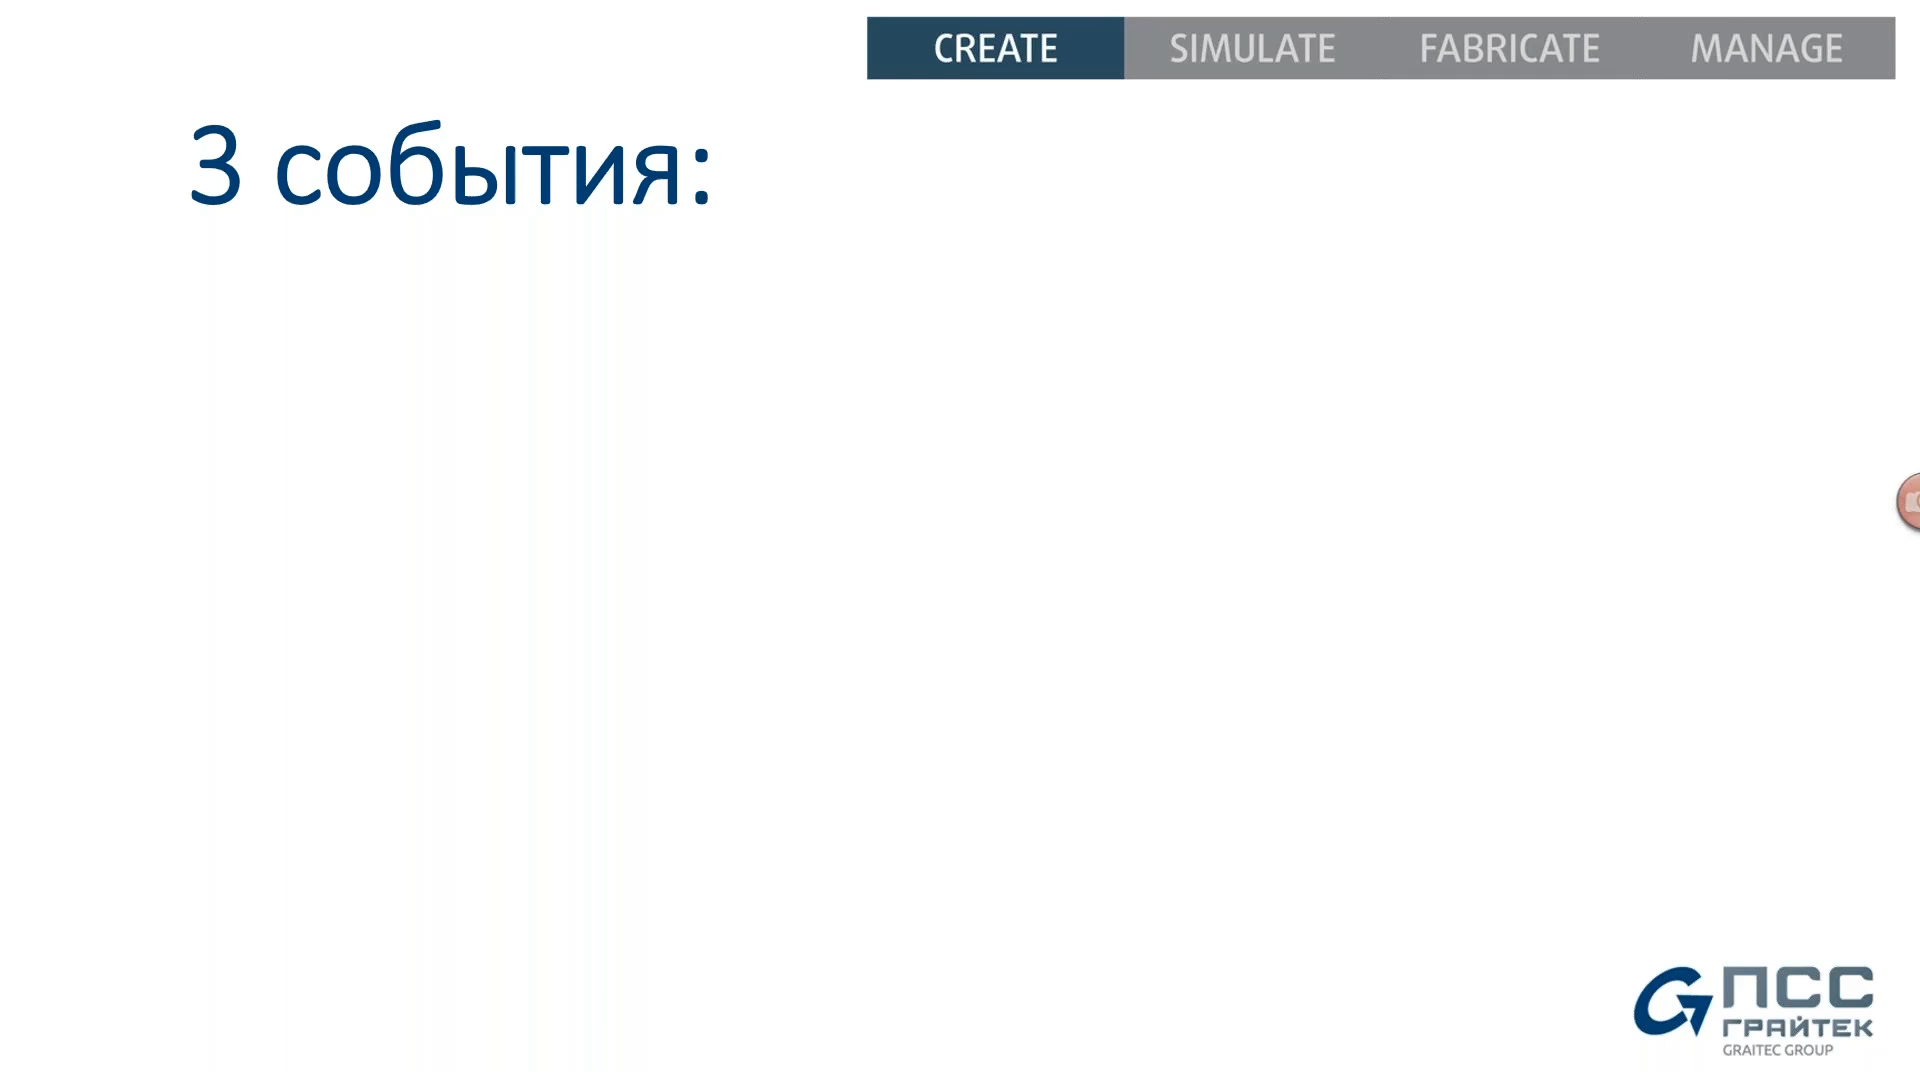 CREATE SIMULATE FABRICATE MANAGE
3 события:
ПСС
ГРАЙТЕК
GRAITEC GROUP